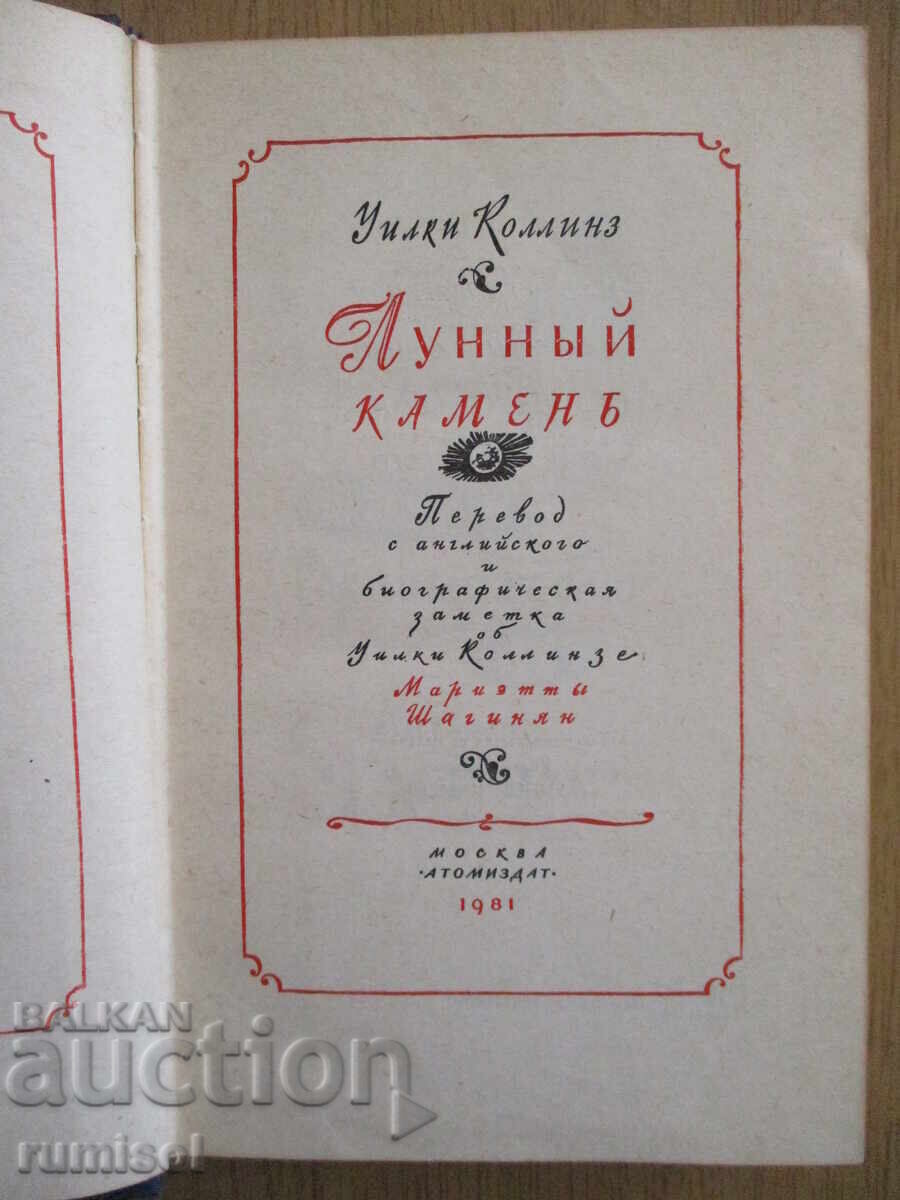 Уилки Коллинз
Лунный
КАМЕНЬ
Перевод
с английского
и
биографическая
заметка
об
Уилки Коллинзе
Мариэтты
Шагинян
МОСКВА
·АТОМИЗДАТ·
1981
BALKAN
auction
rumisol